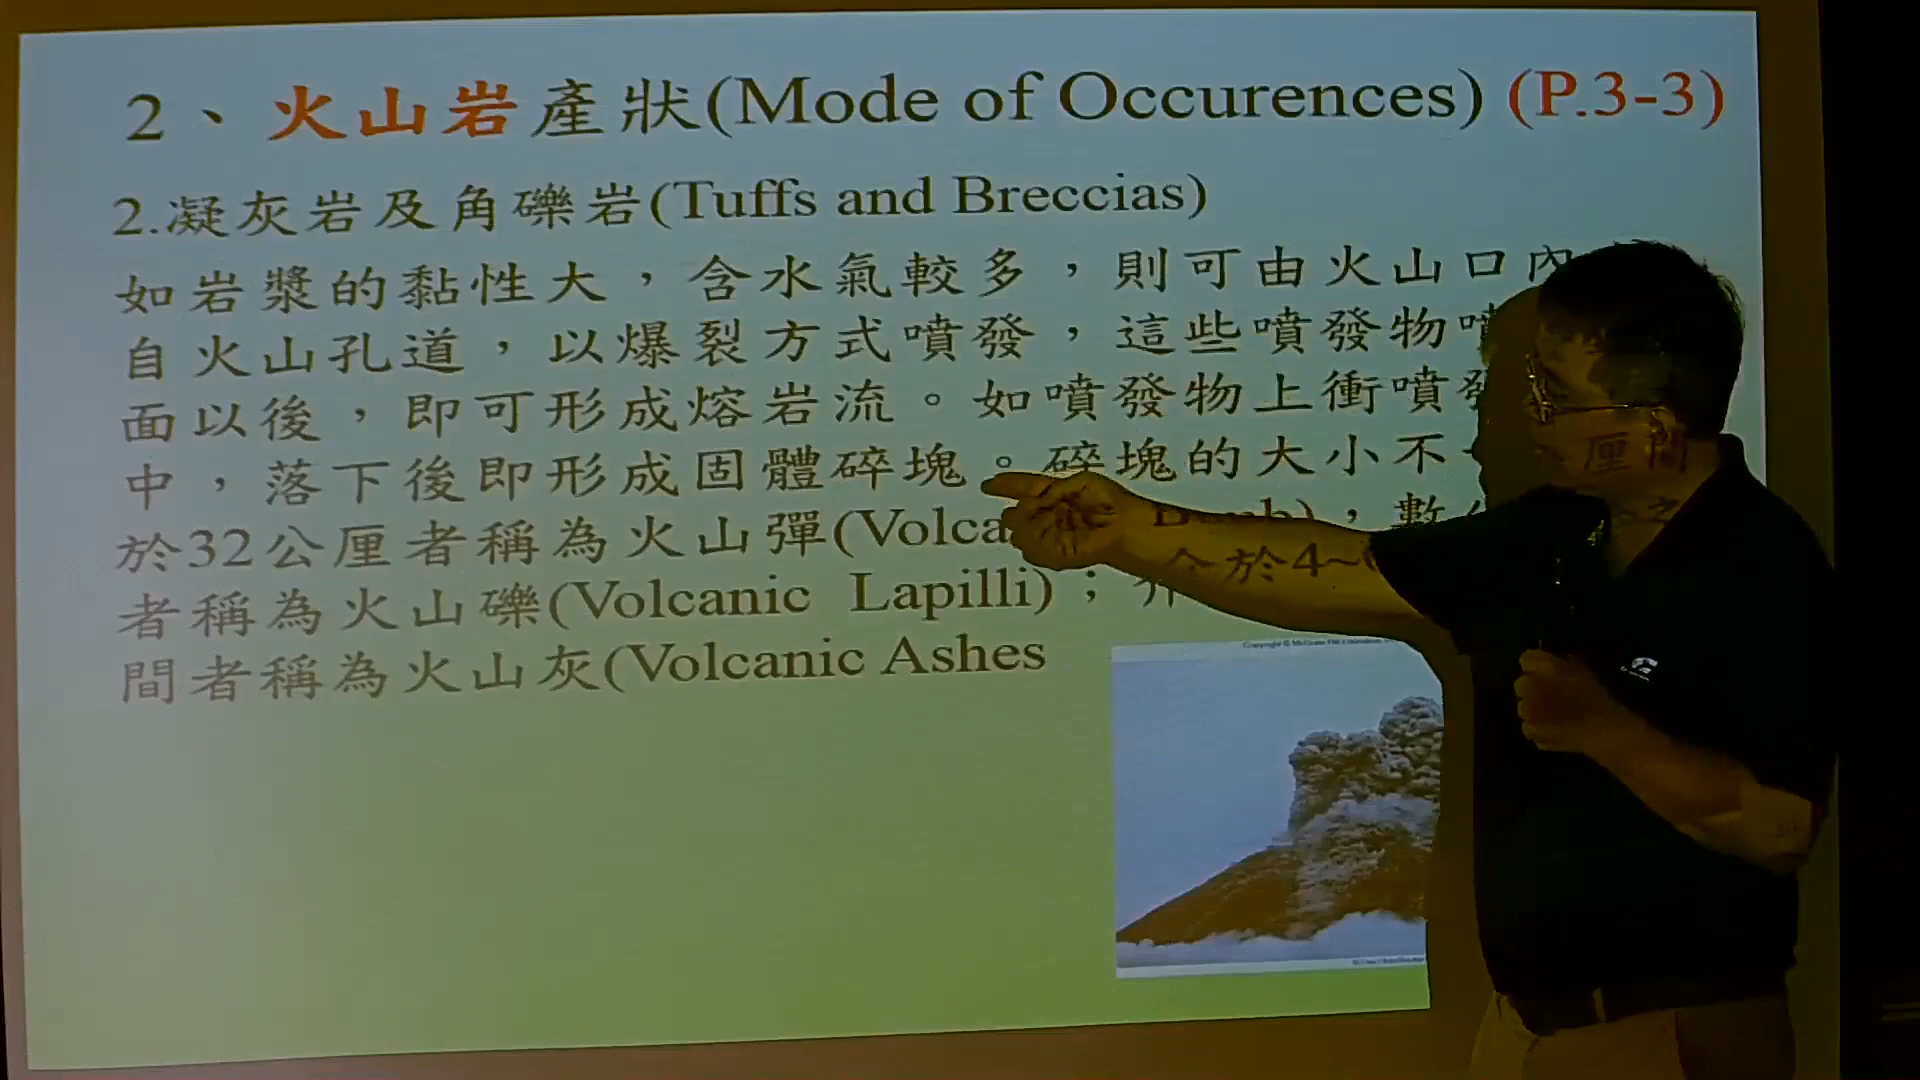 2、火山岩產狀(Mode of Occurences) (P.3-3)
2.凝灰岩及角礫岩(Tuffs and Breccias)
如岩漿的黏性大，含水氣較多，則可由火山口內
自火山孔道，以爆裂方式噴發，這些噴發物噴
面以後，即可形成熔岩流。如噴發物上衝噴發
中，落下後即形成固體碎塊。碎塊的大小不
於32公厘者稱為火山彈(Volca Bomb)，數
者稱為火山礫(Volcanic Lapilli)；介於4~
間者稱為火山灰(Volcanic Ashes